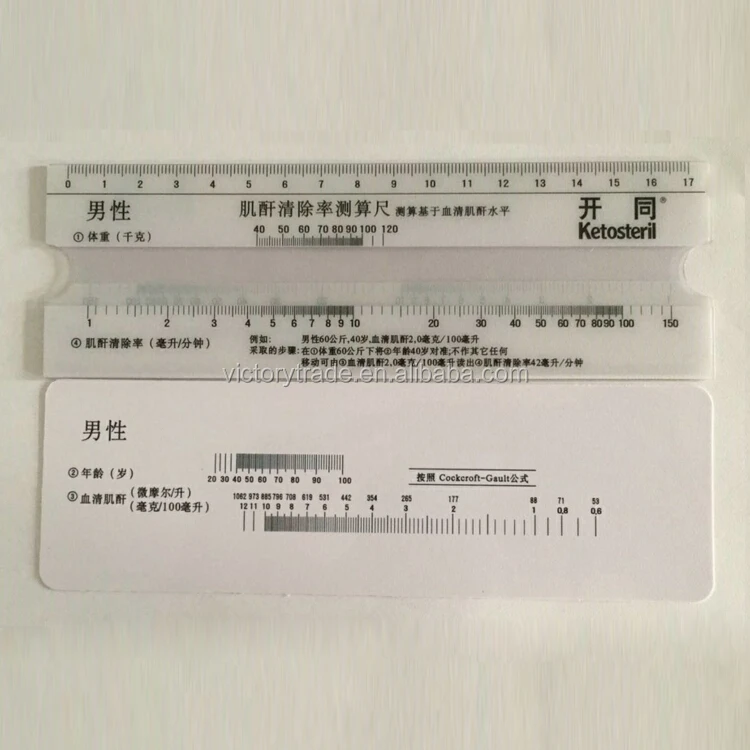 0 1 2 3 4 5 6 7 8 9 10 11 12 13 14 15 16 17
男性 肌酐清除率测算尺 测算基于血清肌酐水平 开同®
①体重(千克) 40 50 60 70 80 90 100 120 Ketosteril
1 2 3 4 5 6 7 8 9 10 20 30 40 50 60 70 80 90 100 150
④肌酐清除率(毫升/分钟) 例如: 男性60公斤,40岁,血清肌酐2,0毫克/100毫升
采取的步骤:在①体重60公斤下将②年龄40岁对准;不作其它任何
移动可由③血清肌酐2,0毫克/100毫升读出④肌酐清除率42毫升/分钟
victorytrade.en.alibaba.com
男性
②年龄(岁) 20 30 40 50 60 70 80 90 100 按照 Cockcroft-Gault公式
③血清肌酐 (微摩尔/升) 1062 973 885 796 708 619 531 442 354 265 177 88 71 53
(毫克/100毫升) 12 11 10 9 8 7 6 5 4 3 2 1 0,8 0,6